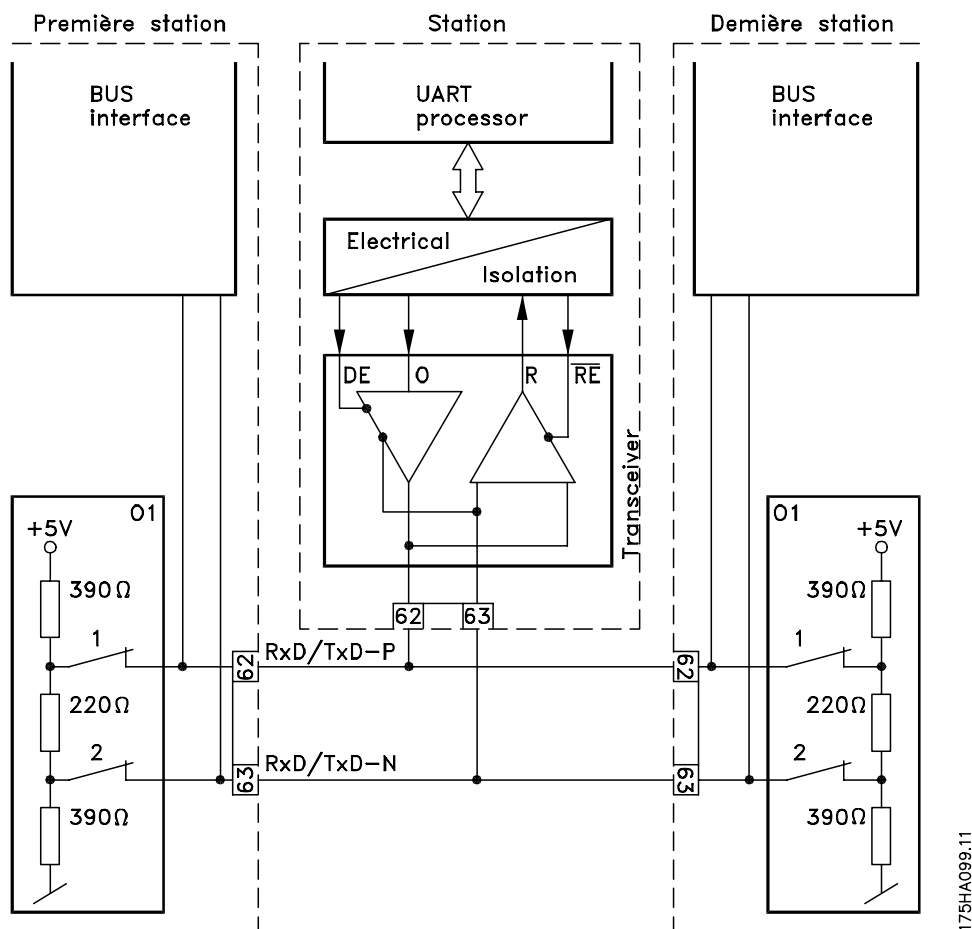 Première station
Station
Demière station
BUS
interface
UART
processor
BUS
interface
Electrical
Isolation
DE
O
R
RE
Transceiver
O1
+5V
390Ω
1
220Ω
2
390Ω
62
63
62
RxD/TxD-P
63
RxD/TxD-N
62
63
O1
+5V
390Ω
1
220Ω
2
390Ω
175HA099.11